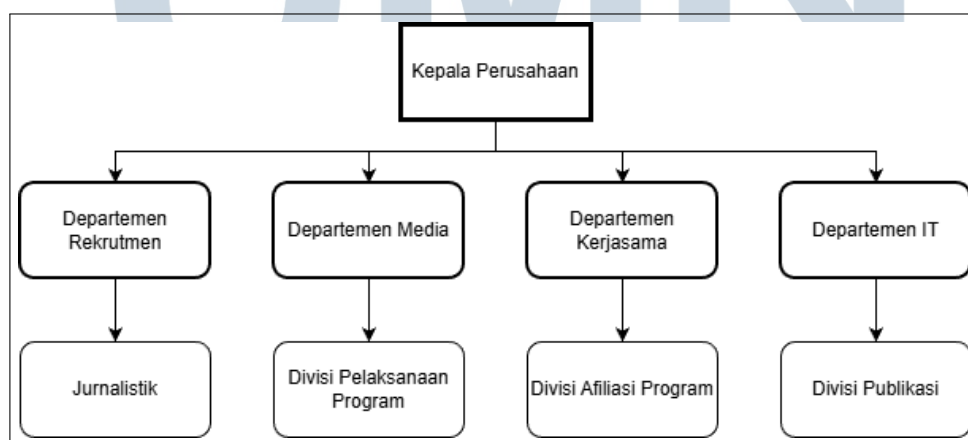 Kepala Perusahaan
Departemen
Rekrutmen
Departemen Media
Departemen
Kerjasama
Departemen IT
Jurnalistik
Divisi Pelaksanaan
Program
Divisi Afiliasi Program
Divisi Publikasi